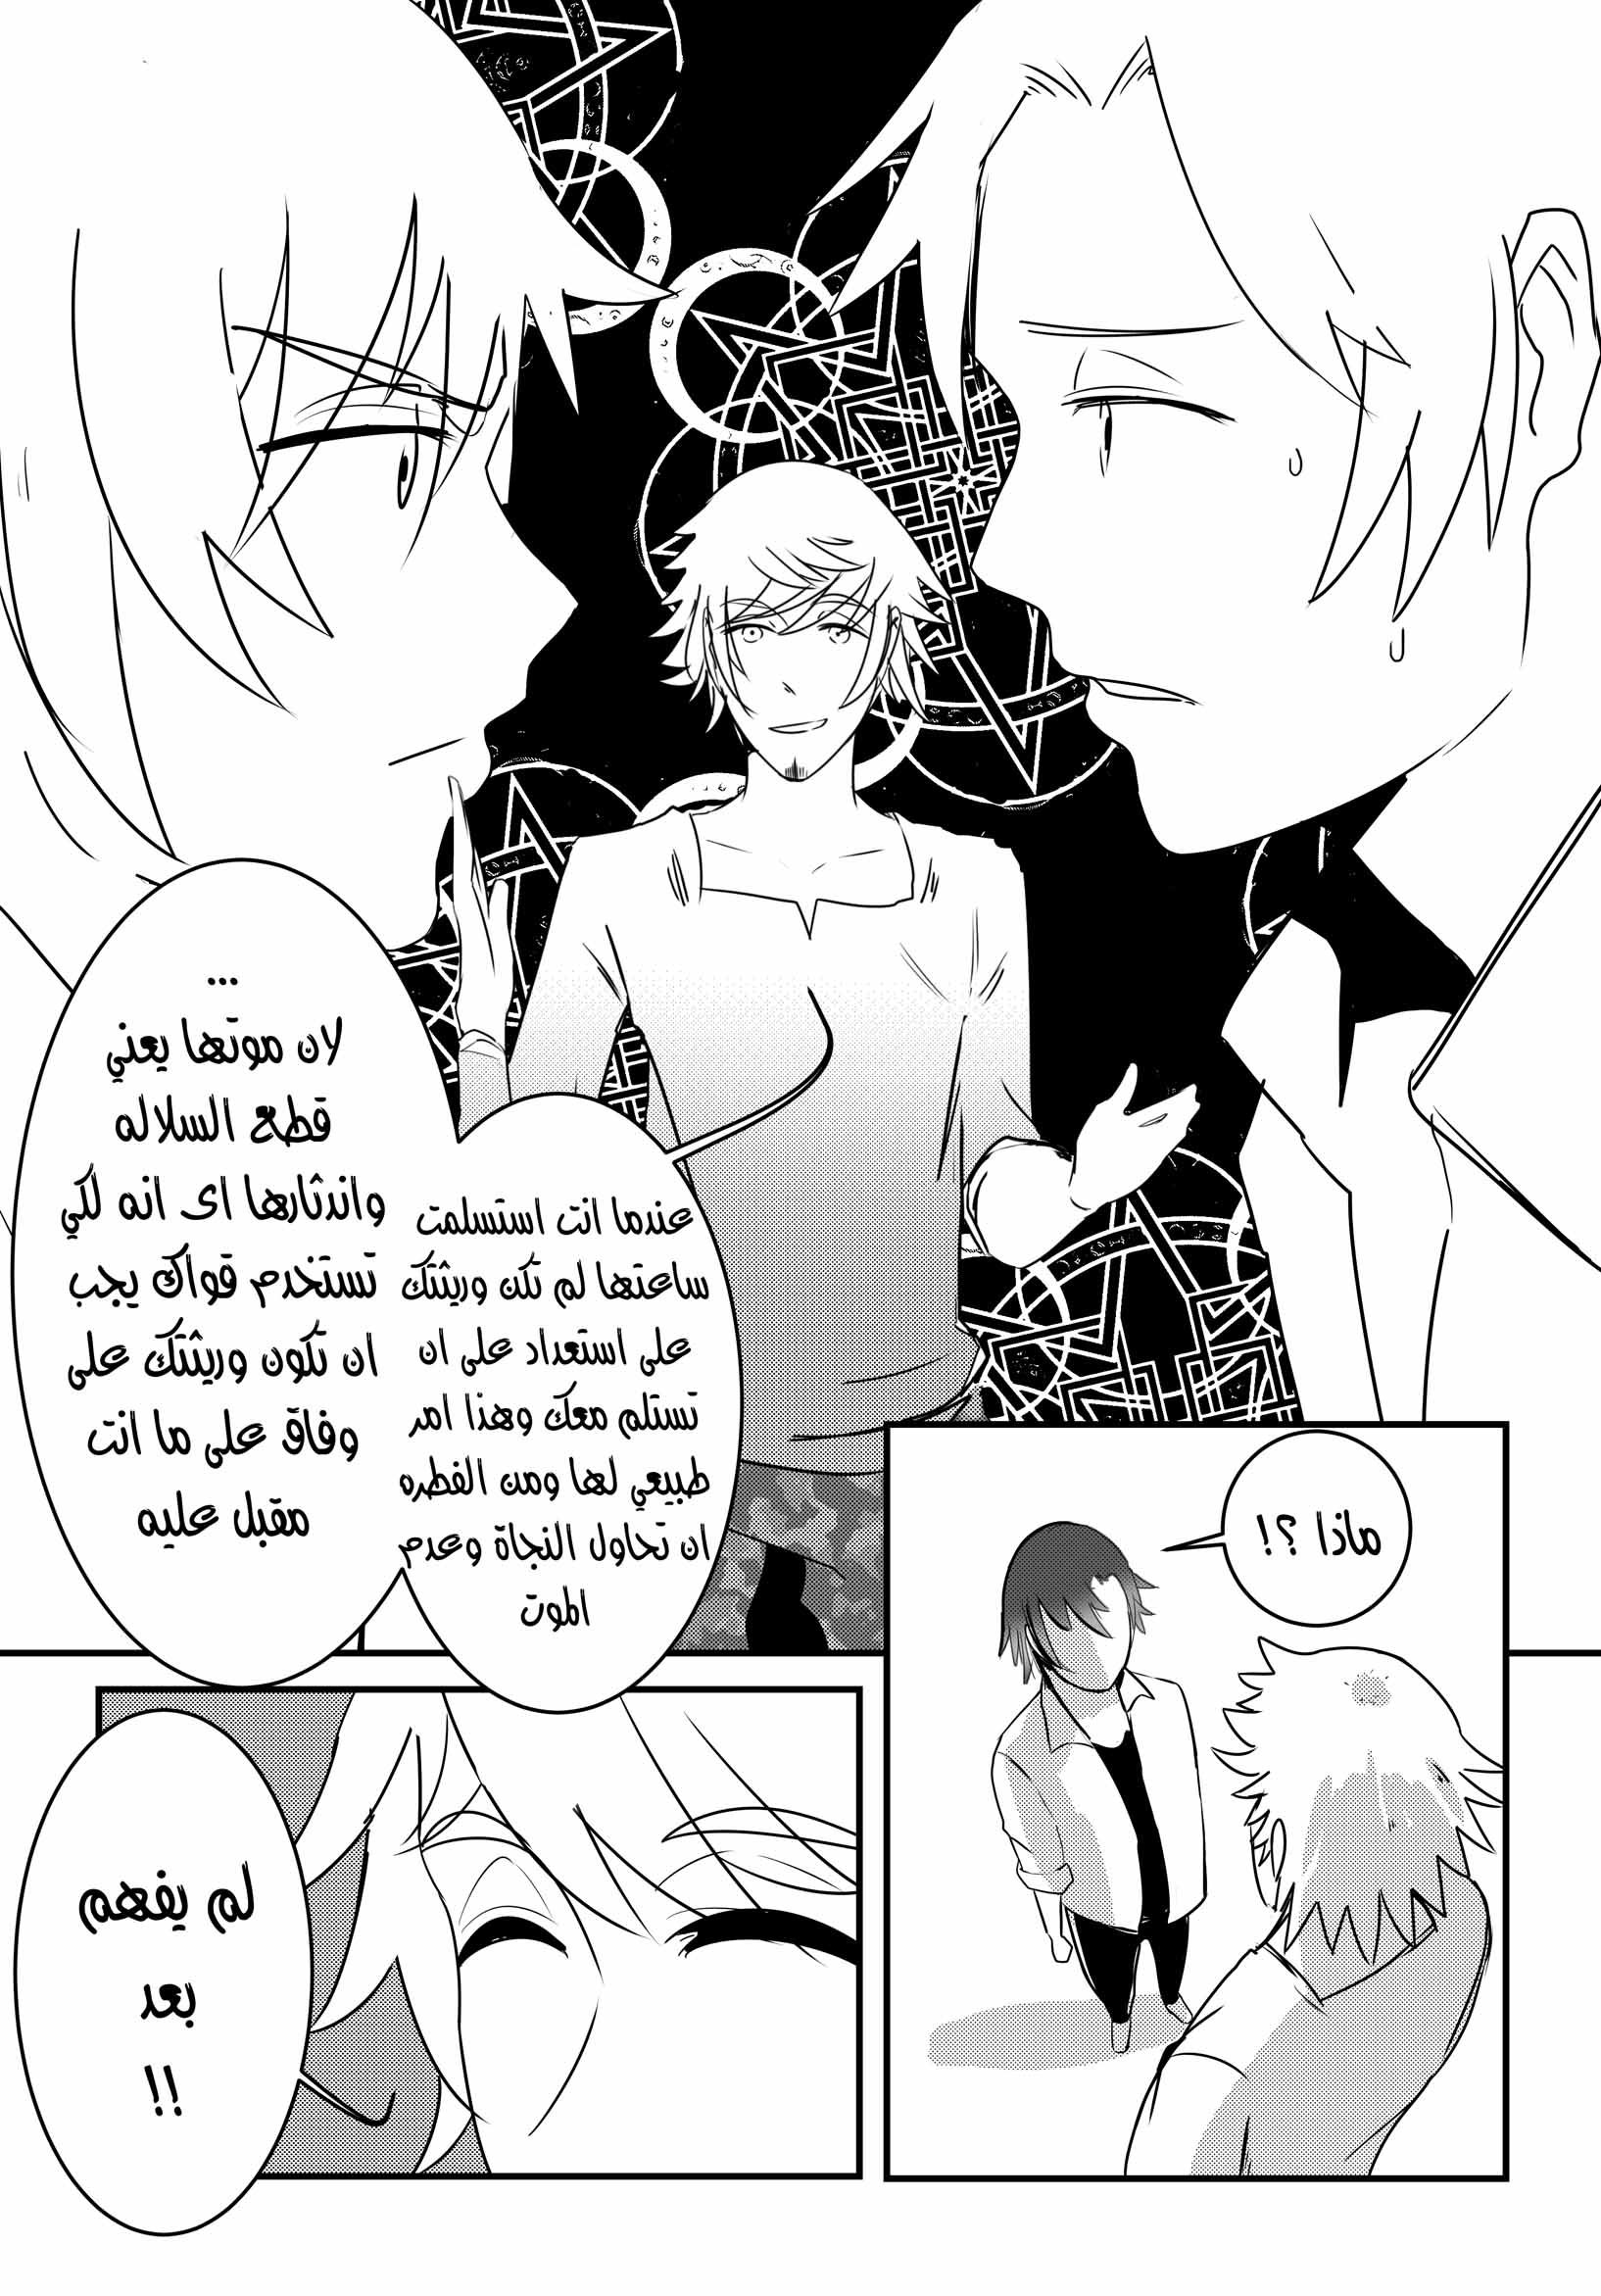 عندما انت استسلمت
ساعتها لم تكن وريثتك
على استعداد على ان
تستلم معك وهذا امر
طبيعي لها ومن الفطره
ان تحاول النجاة وعدم
الموت
...
لان موتها يعني
قطع السلاله
واندثارها اى انه لكي
تستخدم قواك يجب
ان تكون وريثتك على
وفاق على ما انت
مقبل عليه
ماذا ؟!
لم يفهم
بعد
!!